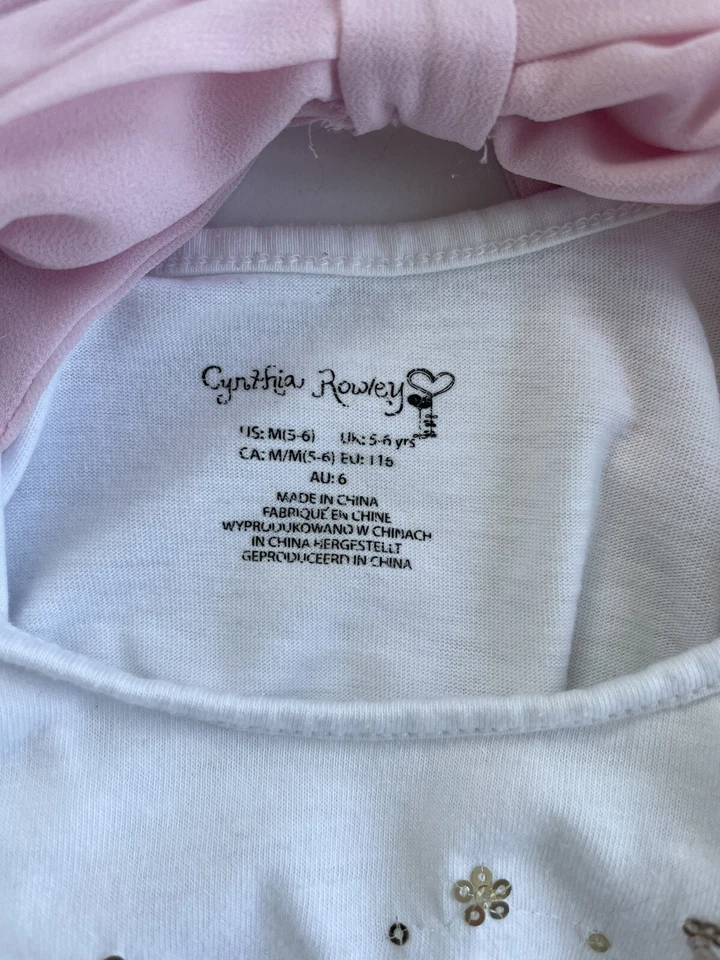 Cynthia Rowley
US: M(5-6) UK: 5-6 yrs
CA: M/M(5-6) EU: 116
AU: 6
MADE IN CHINA
FABRIQUÉ EN CHINE
WYPRODUKOWANO W CHINACH
IN CHINA HERGESTELLT
GEPRODUCEERD IN CHINA